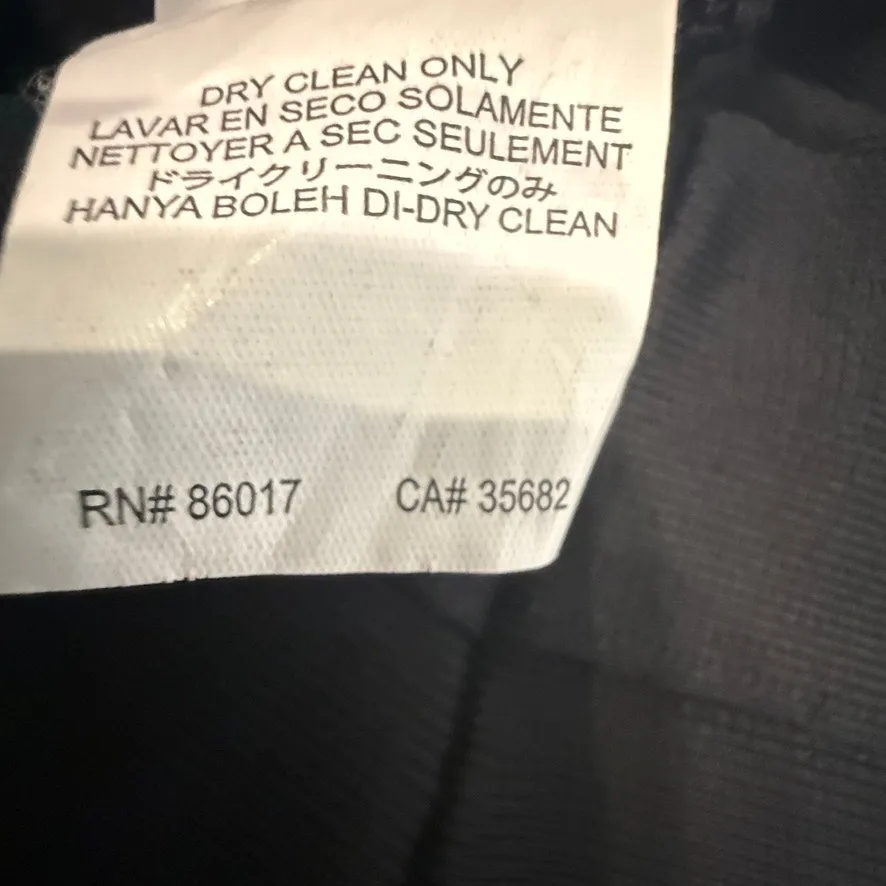 DRY CLEAN ONLY
LAVAR EN SECO SOLAMENTE
NETTOYER A SEC SEULEMENT
ドライクリーニングのみ
HANYA BOLEH DI-DRY CLEAN
RN# 86017 CA# 35682